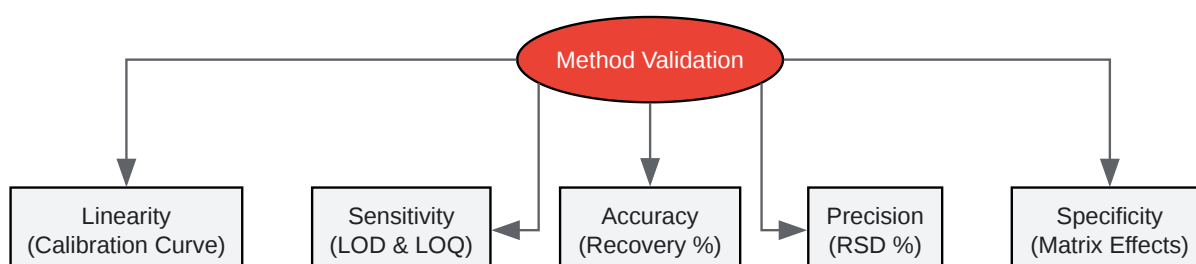 Method Validation
Linearity
(Calibration Curve)
Sensitivity
(LOD & LOQ)
Accuracy
(Recovery %)
Precision
(RSD %)
Specificity
(Matrix Effects)